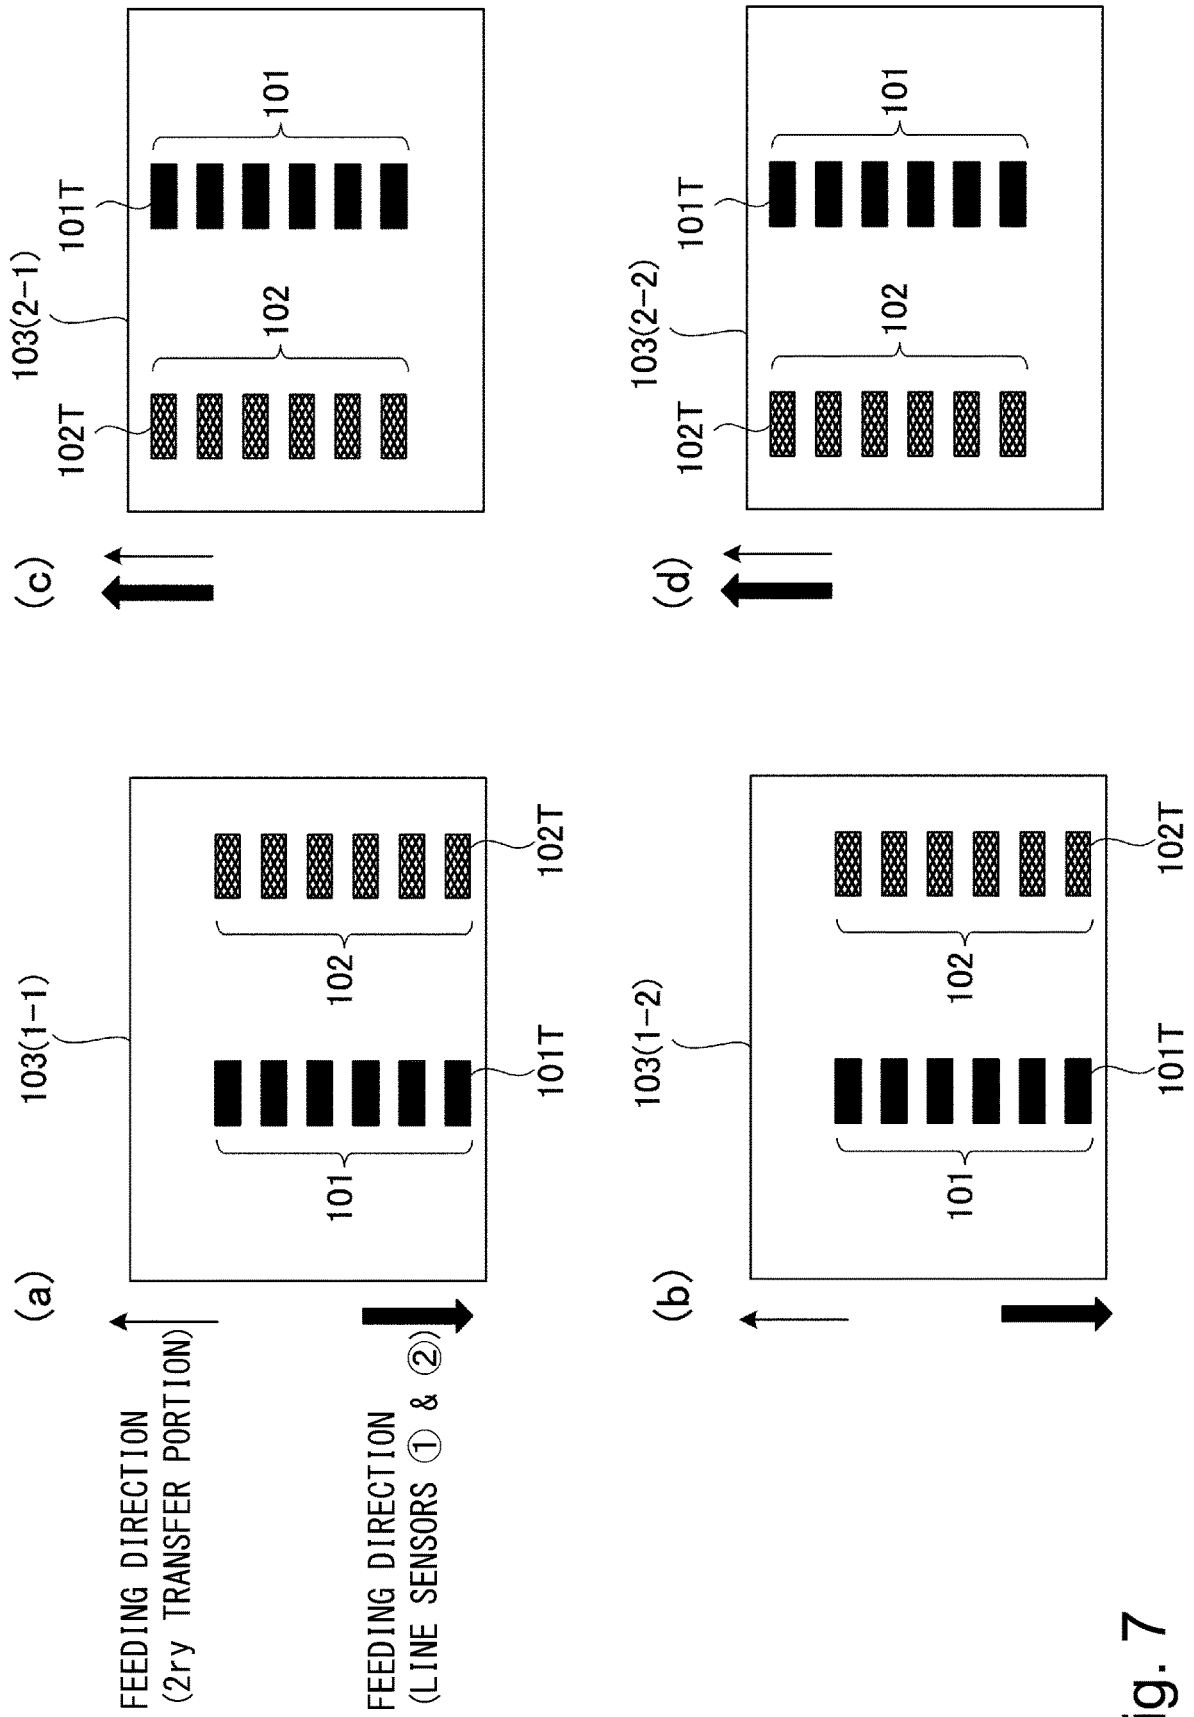 (a)
103(1-1)
FEEDING DIRECTION
(2ry TRANSFER PORTION)
FEEDING DIRECTION
(LINE SENSORS ① & ②)
101
102
101T
102T
(b)
103(1-2)
101
102
101T
102T
(c)
103(2-1)
102T
101T
102
101
(d)
103(2-2)
102T
101T
102
101
ig. 7